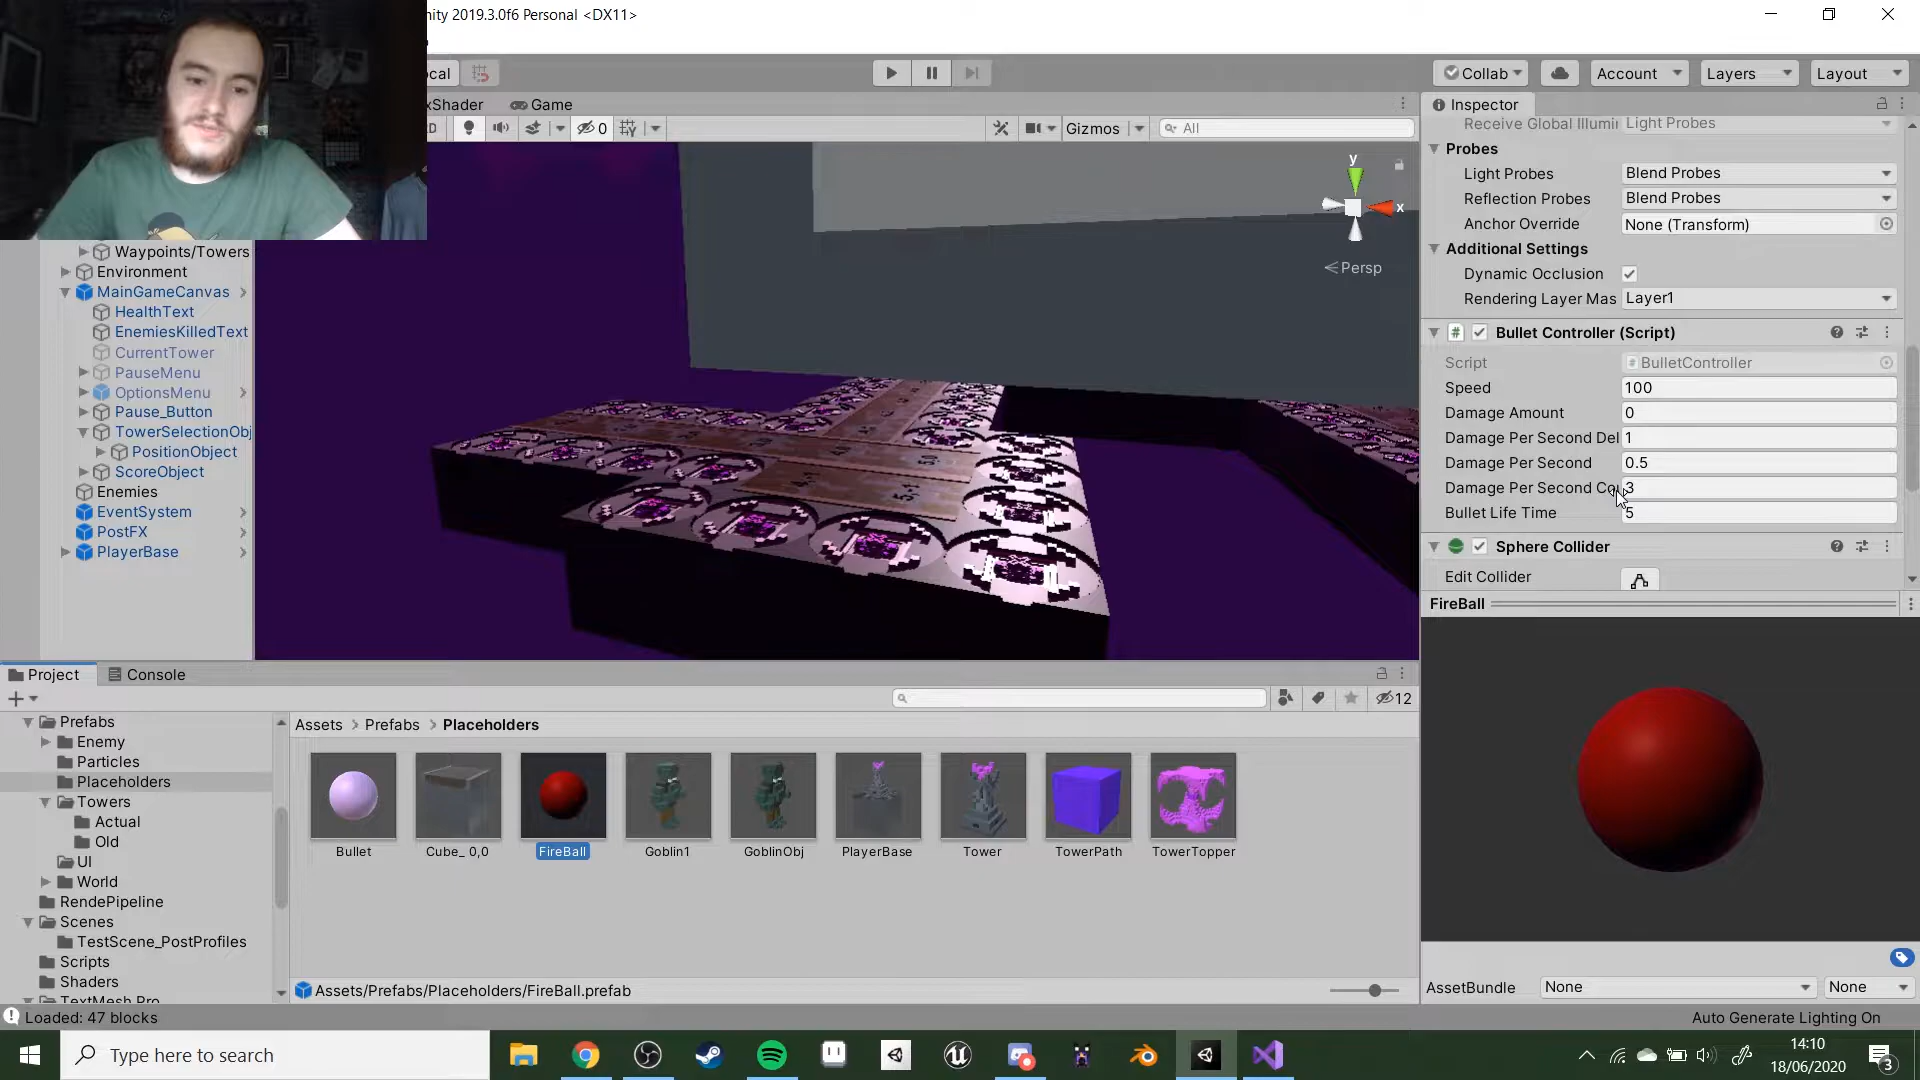 nity 2019.3.0f6 Personal <DX11>
ocal
Collab
Account
Layers
Layout
xShader
Game
0
Gizmos
All
y
x
Persp
Waypoints/Towers
Environment
MainGameCanvas
HealthText
EnemiesKilledText
CurrentTower
PauseMenu
OptionsMenu
Pause_Button
TowerSelectionObj
PositionObject
ScoreObject
Enemies
EventSystem
PostFX
PlayerBase
Inspector
Receive Global Illumin Light Probes
Probes
Light Probes Blend Probes
Reflection Probes Blend Probes
Anchor Override None (Transform)
Additional Settings
Dynamic Occlusion
Rendering Layer Mas Layer1
# Bullet Controller (Script)
Script # BulletController
Speed 100
Damage Amount 0
Damage Per Second Del 1
Damage Per Second 0.5
Damage Per Second Co 3
Bullet Life Time 5
Sphere Collider
Edit Collider
FireBall
AssetBundle None None
Project
Console
12
Prefabs
Enemy
Particles
Placeholders
Towers
Actual
Old
UI
World
RendePipeline
Scenes
TestScene_PostProfiles
Scripts
Shaders
TextMesh Pro
Assets > Prefabs > Placeholders
Bullet
Cube_ 0,0
FireBall
Goblin1
GoblinObj
PlayerBase
Tower
TowerPath
TowerTopper
Assets/Prefabs/Placeholders/FireBall.prefab
Loaded: 47 blocks
Auto Generate Lighting On
Type here to search
14:10
18/06/2020
3